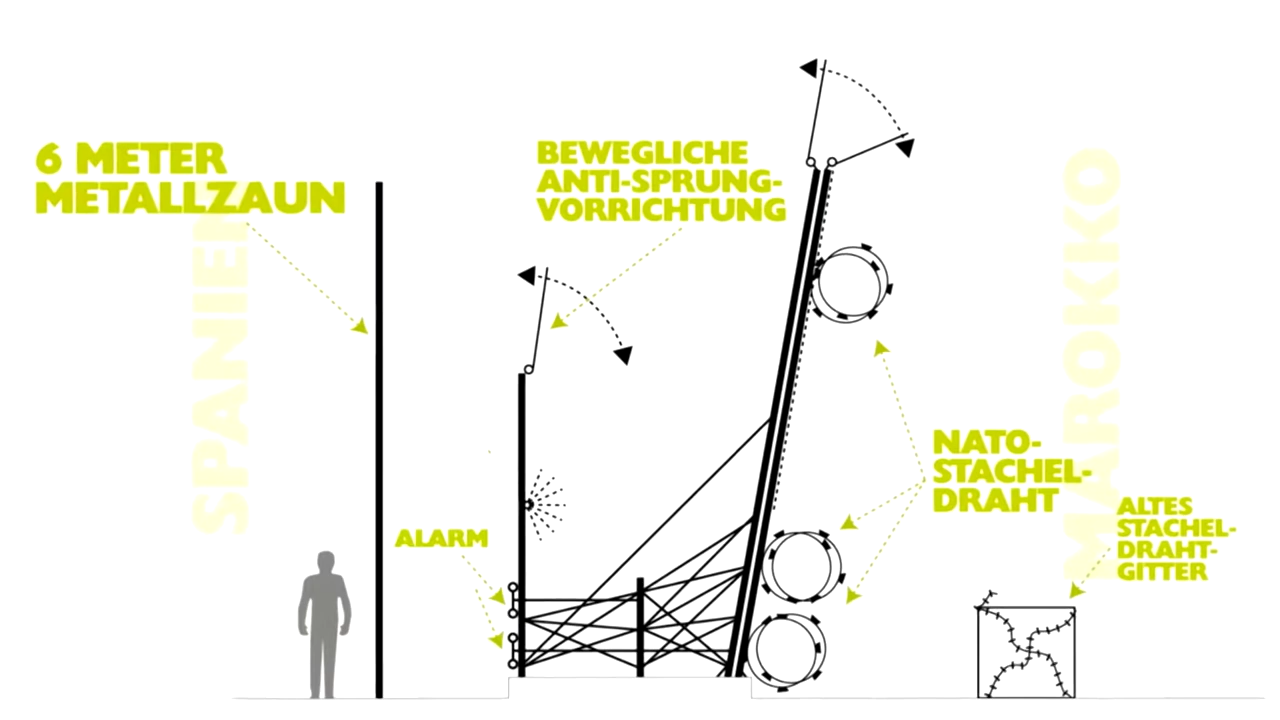 6 METER
METALLZAUN
SPANIEN
BEWEGLICHE
ANTI-SPRUNG-
VORRICHTUNG
ALARM
NATO-
STACHEL-
DRAHT
MAROKKO
ALTES
STACHEL-
DRAHT-
GITTER